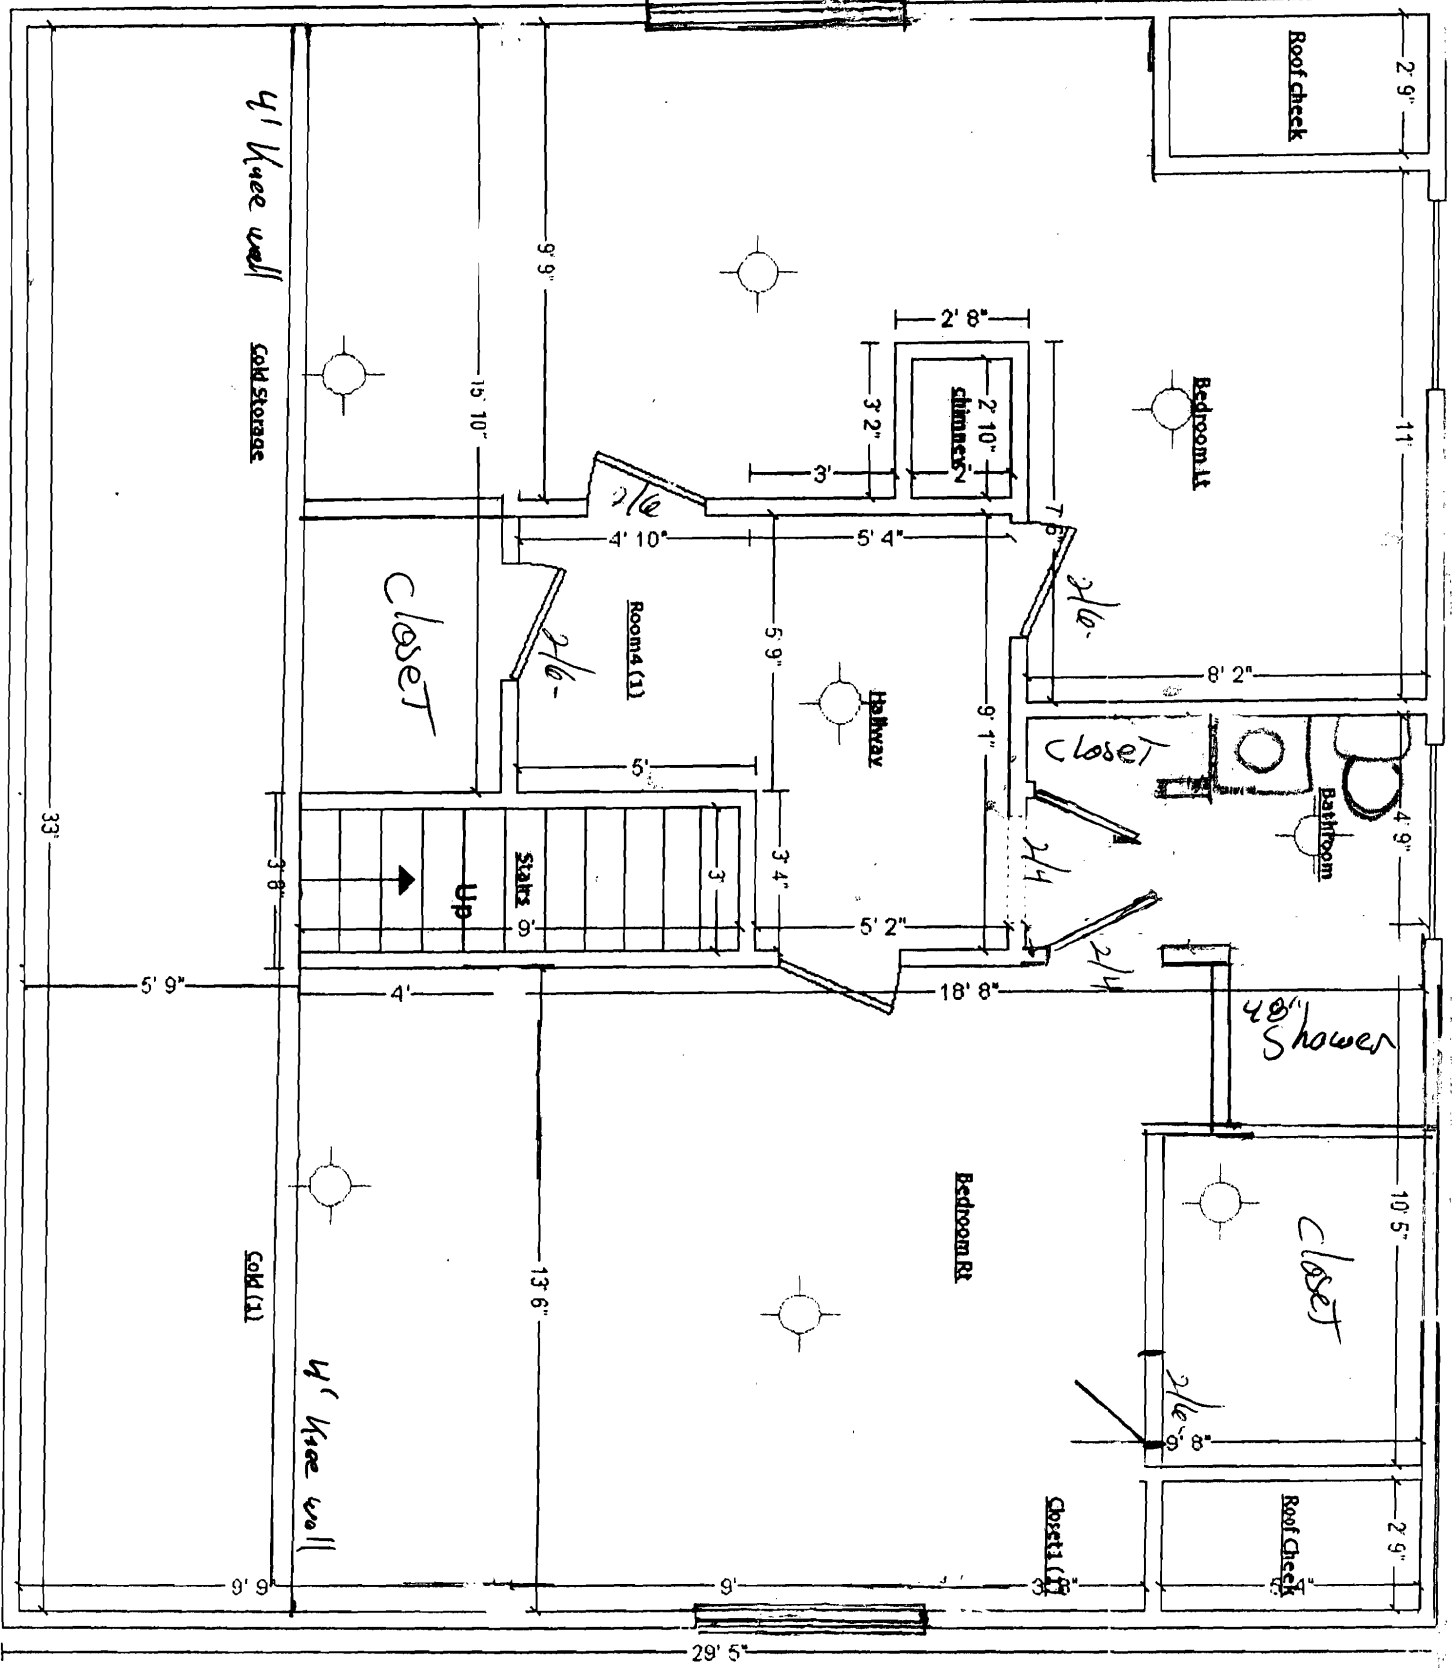 Roof cheek
2' 9"
4' Knee wall
Cold storage
9' 9"
15' 10"
2' 8"
3' 2"
chimney
2' 10"
3'
2'
Bedroom Lt
11'
7' 6"
2/6
4' 10"
5' 4"
2/6-
closeT
2/6-
Room4 (1)
5' 9"
Hallway
9' 1"
8' 2"
5'
closeT
Bathroom
4' 9"
33'
3' 8"
Stairs
Up
9'
3'
3' 4"
5' 2"
2/4
2/4
5' 9"
4'
18' 8"
48"
Shower
Bedroom Rt
10' 5"
closeT
13' 6"
Cold (1)
4' Knee wall
2/6-
9' 8"
Closet1 (1)
Roof Cheek
2' 9"
9' 9"
9'
29' 5"